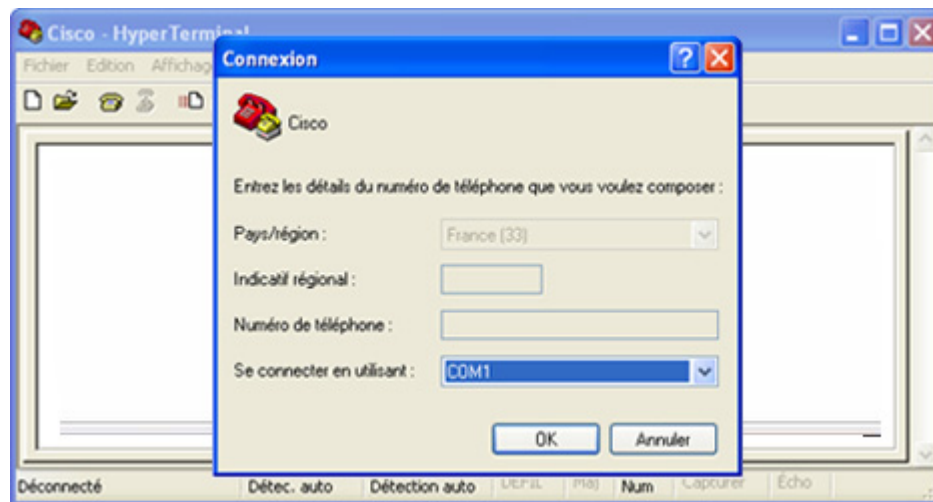 Cisco - HyperTerminal
Fichier Edition Affichag
Connexion
Cisco
Entrez les détails du numéro de téléphone que vous voulez composer :
Pays/région : France (33)
Indicatif régional :
Numéro de téléphone :
Se connecter en utilisant : COM1
OK Annuler
Déconnecté Détec. auto Détection auto DEFIL Maj Num Capturer Écho